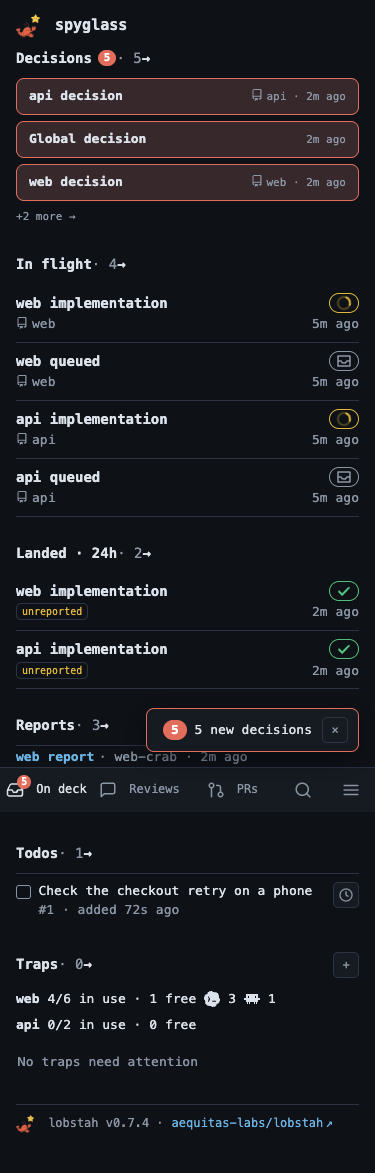 spyglass
Decisions 5 · 5→
api decision api · 2m ago
Global decision 2m ago
web decision web · 2m ago
+2 more →
In flight · 4→
web implementation
web 5m ago
web queued
web 5m ago
api implementation
api 5m ago
api queued
api 5m ago
Landed · 24h · 2→
web implementation
unreported 2m ago
api implementation
unreported 2m ago
Reports · 3→
5 5 new decisions ×
web report · web-crab · 2m ago
5 On deck Reviews PRs
Todos · 1→
Check the checkout retry on a phone
#1 · added 72s ago
Traps · 0→ +
web 4/6 in use · 1 free 3 1
api 0/2 in use · 0 free
No traps need attention
lobstah v0.7.4 · aequitas-labs/lobstah↗